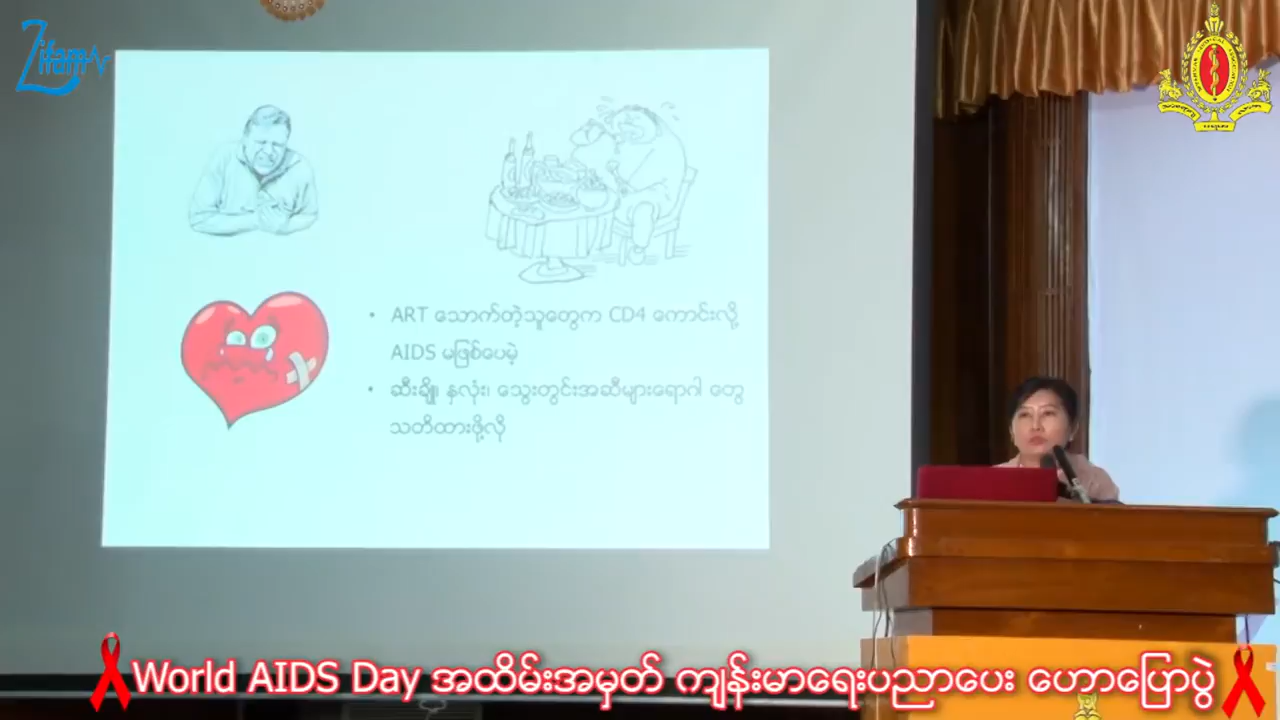 Zifam TV
ART သောက်တဲ့သူတွေက CD4 ကောင်းလို့
AIDS မဖြစ်ပေမဲ့
ဆီးချို၊ နှလုံး၊ သွေးတွင်းအဆီများရောဂါ တွေ
သတိထားဖို့လို
World AIDS Day အထိမ်းအမှတ် ကျန်းမာရေးပညာပေး ဟောပြောပွဲ